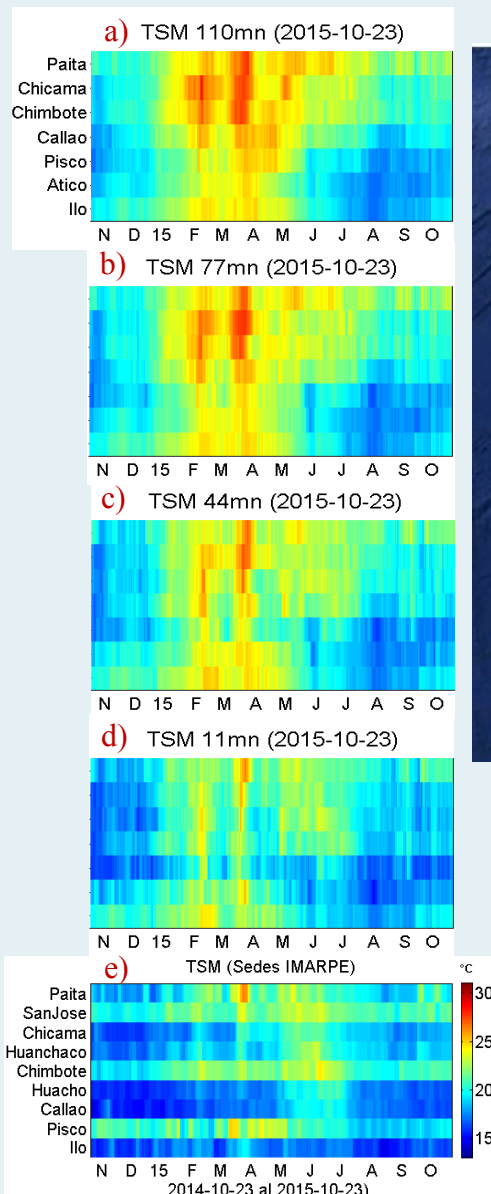 a) TSM 110mn (2015-10-23)
Paita
Chicama
Chimbote
Callao
Pisco
Atico
Ilo
N D 15 F M A M J J A S O
b) TSM 77mn (2015-10-23)
N D 15 F M A M J J A S O
c) TSM 44mn (2015-10-23)
N D 15 F M A M J J A S O
d) TSM 11mn (2015-10-23)
N D 15 F M A M J J A S O
e) TSM (Sedes IMARPE)
°C
Paita
SanJose
Chicama
Huanchaco
Chimbote
Huacho
Callao
Pisco
Ilo
30
25
20
15
N D 15 F M A M J J A S O
2014-10-23 al 2015-10-23)